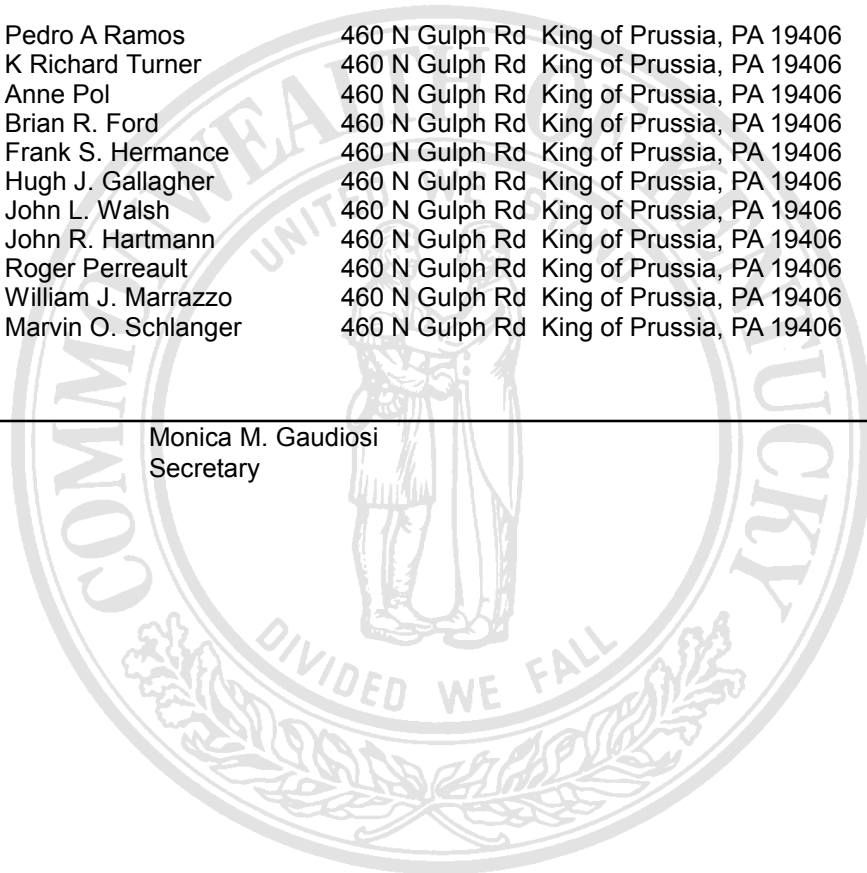 Pedro A Ramos 460 N Gulph Rd King of Prussia, PA 19406
K Richard Turner 460 N Gulph Rd King of Prussia, PA 19406
Anne Pol 460 N Gulph Rd King of Prussia, PA 19406
Brian R. Ford 460 N Gulph Rd King of Prussia, PA 19406
Frank S. Hermance 460 N Gulph Rd King of Prussia, PA 19406
Hugh J. Gallagher 460 N Gulph Rd King of Prussia, PA 19406
John L. Walsh 460 N Gulph Rd King of Prussia, PA 19406
John R. Hartmann 460 N Gulph Rd King of Prussia, PA 19406
Roger Perreault 460 N Gulph Rd King of Prussia, PA 19406
William J. Marrazzo 460 N Gulph Rd King of Prussia, PA 19406
Marvin O. Schlanger 460 N Gulph Rd King of Prussia, PA 19406
Monica M. Gaudiosi
Secretary
COMMONWEALTH OF KENTUCKY
UNITED WE STAND
DIVIDED WE FALL